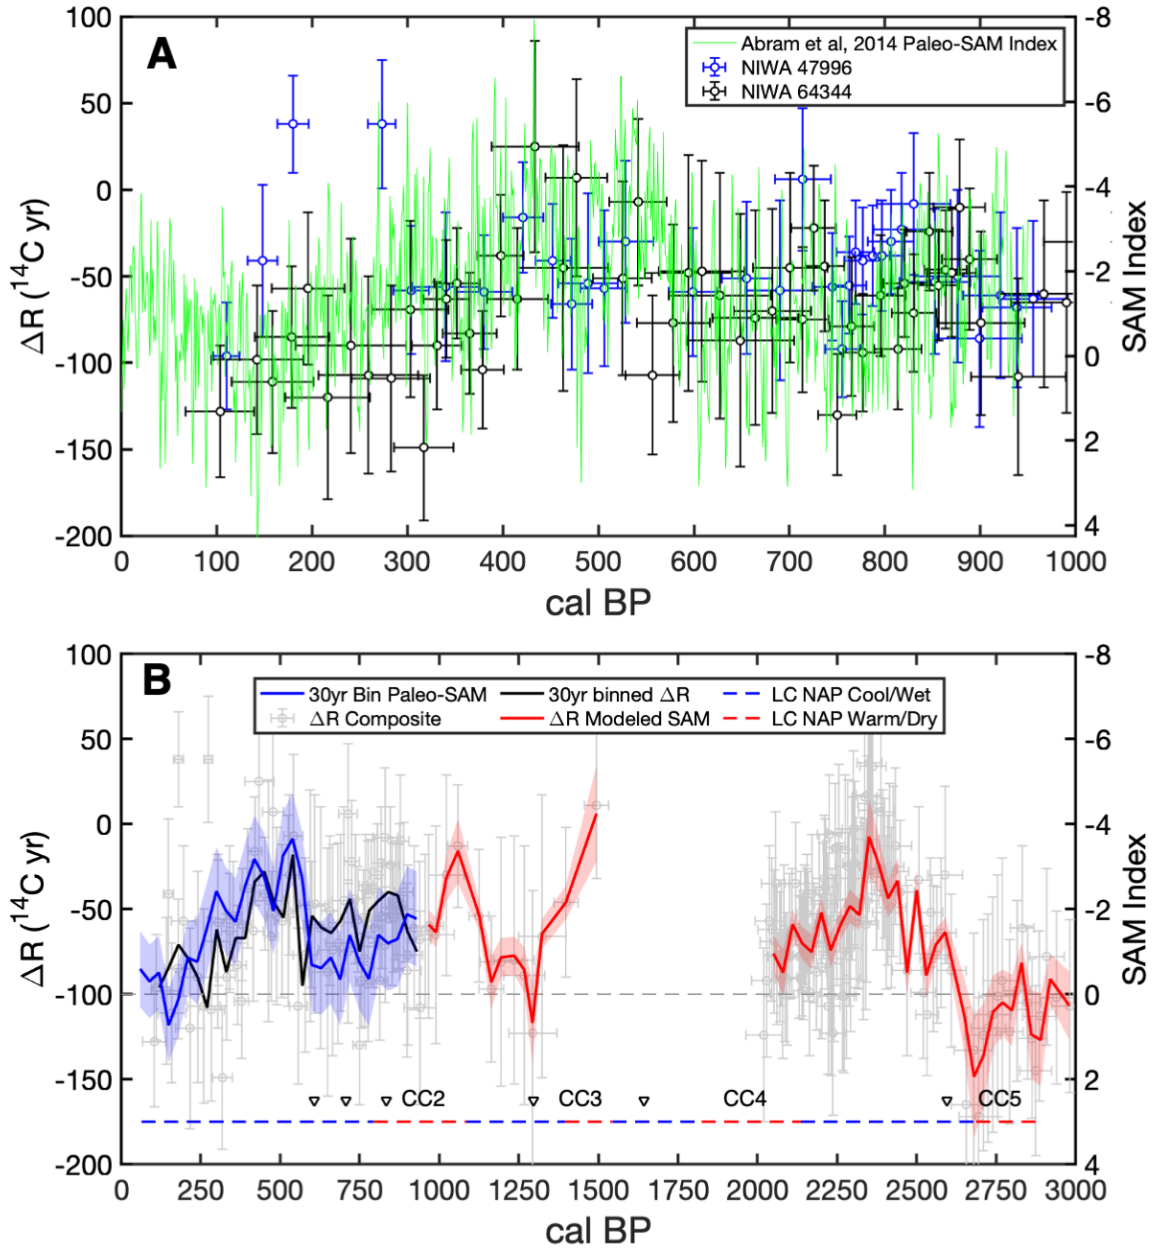 A
Abram et al, 2014 Paleo-SAM Index
NIWA 47996
NIWA 64344
100
50
0
-50
-100
-150
-200
ΔR (¹⁴C yr)
-8
-6
-4
-2
0
2
4
SAM Index
0 100 200 300 400 500 600 700 800 900 1000
cal BP
B
30yr Bin Paleo-SAM 30yr binned ΔR LC NAP Cool/Wet
ΔR Composite ΔR Modeled SAM LC NAP Warm/Dry
100
50
0
-50
-100
-150
-200
ΔR (¹⁴C yr)
-8
-6
-4
-2
0
2
4
SAM Index
CC2 CC3 CC4 CC5
0 250 500 750 1000 1250 1500 1750 2000 2250 2500 2750 3000
cal BP